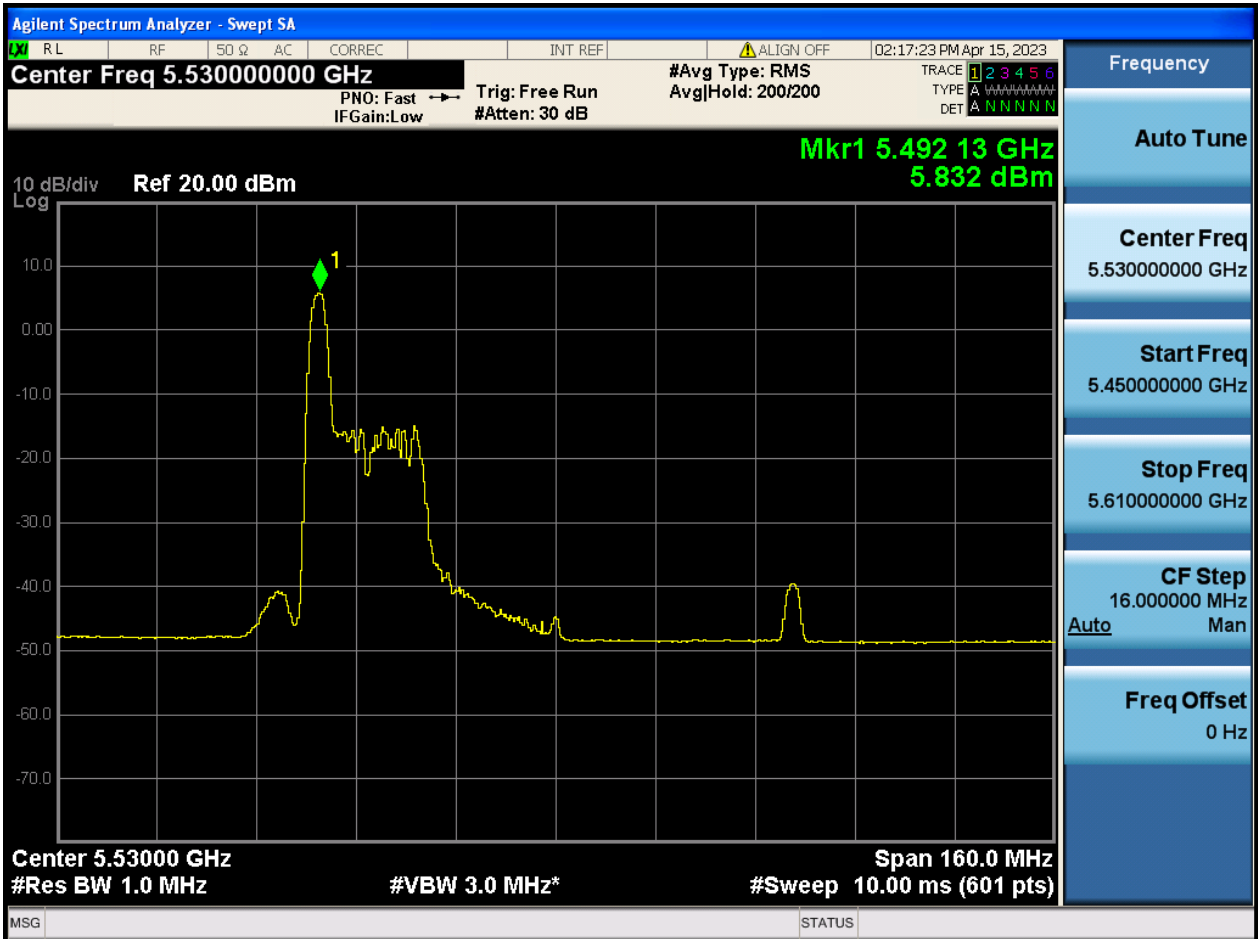 Agilent Spectrum Analyzer - Swept SA
LXI RL RF 50 Ω AC CORREC INT REF ALIGN OFF 02:17:23 PM Apr 15, 2023
Center Freq 5.530000000 GHz
PNO: Fast
IFGain:Low
Trig: Free Run
#Atten: 30 dB
#Avg Type: RMS
Avg|Hold: 200/200
TRACE 1 2 3 4 5 6
TYPE A WWWWW
DET A N N N N N
Mkr1 5.492 13 GHz
5.832 dBm
10 dB/div Ref 20.00 dBm
Log
1
10.0
0.00
-10.0
-20.0
-30.0
-40.0
-50.0
-60.0
-70.0
Center 5.53000 GHz Span 160.0 MHz
#Res BW 1.0 MHz #VBW 3.0 MHz* #Sweep 10.00 ms (601 pts)
MSG STATUS
Frequency
Auto Tune
Center Freq
5.530000000 GHz
Start Freq
5.450000000 GHz
Stop Freq
5.610000000 GHz
CF Step
16.000000 MHz
Auto Man
Freq Offset
0 Hz